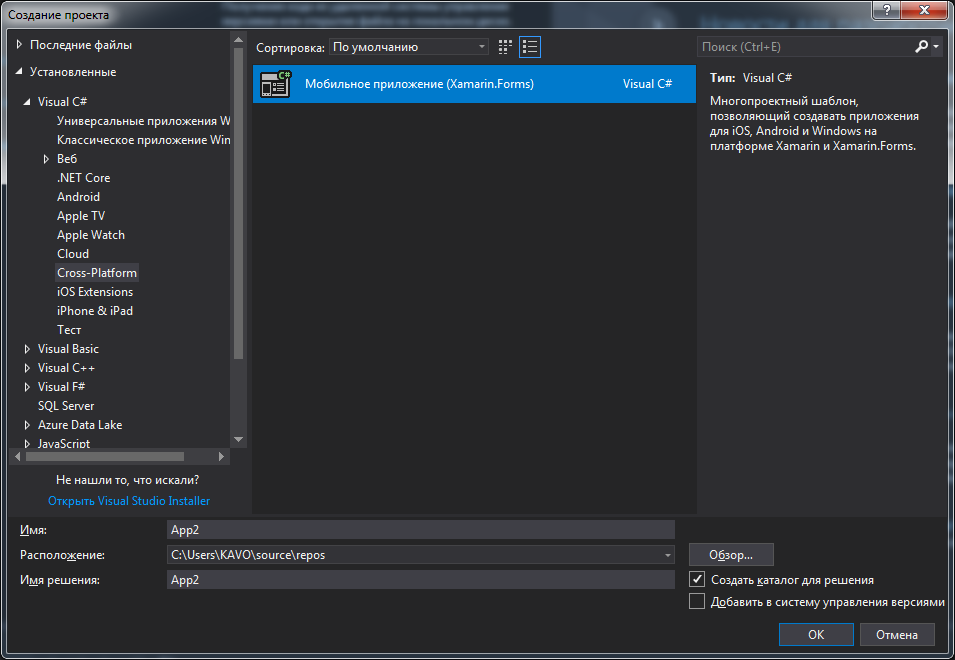 Создание проекта
?
Последние файлы
Установленные
Visual C#
Универсальные приложения W
Классическое приложение Win
Веб
.NET Core
Android
Apple TV
Apple Watch
Cloud
Cross-Platform
iOS Extensions
iPhone & iPad
Тест
Visual Basic
Visual C++
Visual F#
SQL Server
Azure Data Lake
JavaScript
Не нашли то, что искали?
Открыть Visual Studio Installer
Сортировка: По умолчанию
C#
Мобильное приложение (Xamarin.Forms) Visual C#
Поиск (Ctrl+E)
Тип: Visual C#
Многопроектный шаблон,
позволяющий создавать приложения
для iOS, Android и Windows на
платформе Xamarin и Xamarin.Forms.
Имя: App2
Расположение: C:\Users\KAVO\source\repos
Обзор...
Имя решения: App2
Создать каталог для решения
Добавить в систему управления версиями
OK
Отмена